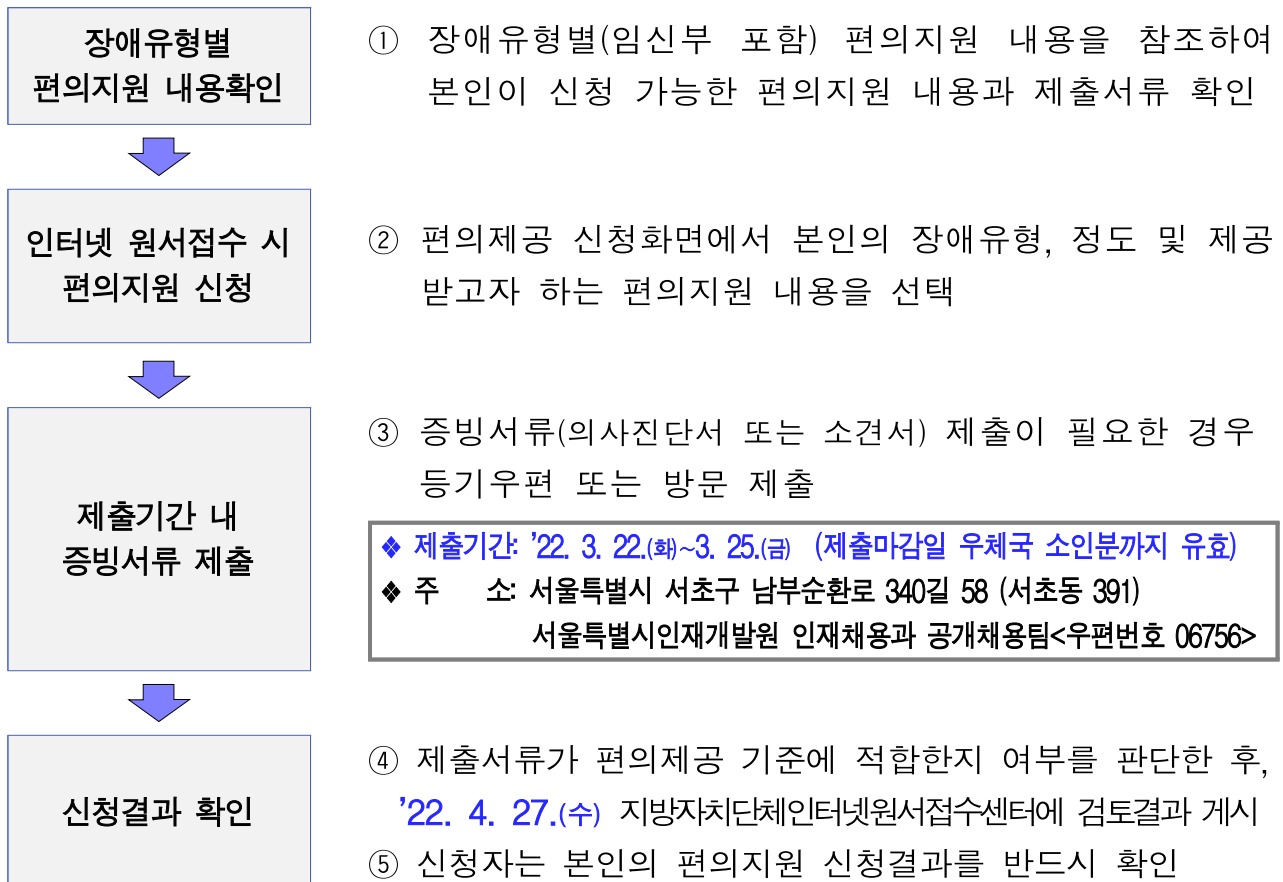 장애유형별
편의지원 내용확인
① 장애유형별(임신부 포함) 편의지원 내용을 참조하여
본인이 신청 가능한 편의지원 내용과 제출서류 확인
인터넷 원서접수 시
편의지원 신청
② 편의제공 신청화면에서 본인의 장애유형, 정도 및 제공
받고자 하는 편의지원 내용을 선택
제출기간 내
증빙서류 제출
③ 증빙서류(의사진단서 또는 소견서) 제출이 필요한 경우
등기우편 또는 방문 제출
❖ 제출기간: ’22. 3. 22.(화)~3. 25.(금) (제출마감일 우체국 소인분까지 유효)
❖ 주 소: 서울특별시 서초구 남부순환로 340길 58 (서초동 391)
서울특별시인재개발원 인재채용과 공개채용팀<우편번호 06756>
신청결과 확인
④ 제출서류가 편의제공 기준에 적합한지 여부를 판단한 후,
’22. 4. 27.(수) 지방자치단체인터넷원서접수센터에 검토결과 게시
⑤ 신청자는 본인의 편의지원 신청결과를 반드시 확인